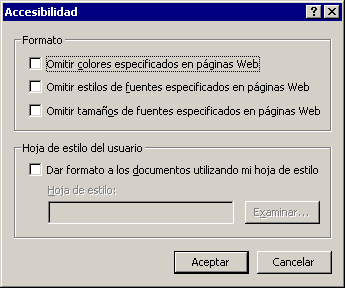 Accesibilidad
Formato
Omitir colores especificados en páginas Web
Omitir estilos de fuentes especificados en páginas Web
Omitir tamaños de fuentes especificados en páginas Web
Hoja de estilo del usuario
Dar formato a los documentos utilizando mi hoja de estilo
Hoja de estilo:
Examinar...
Aceptar
Cancelar